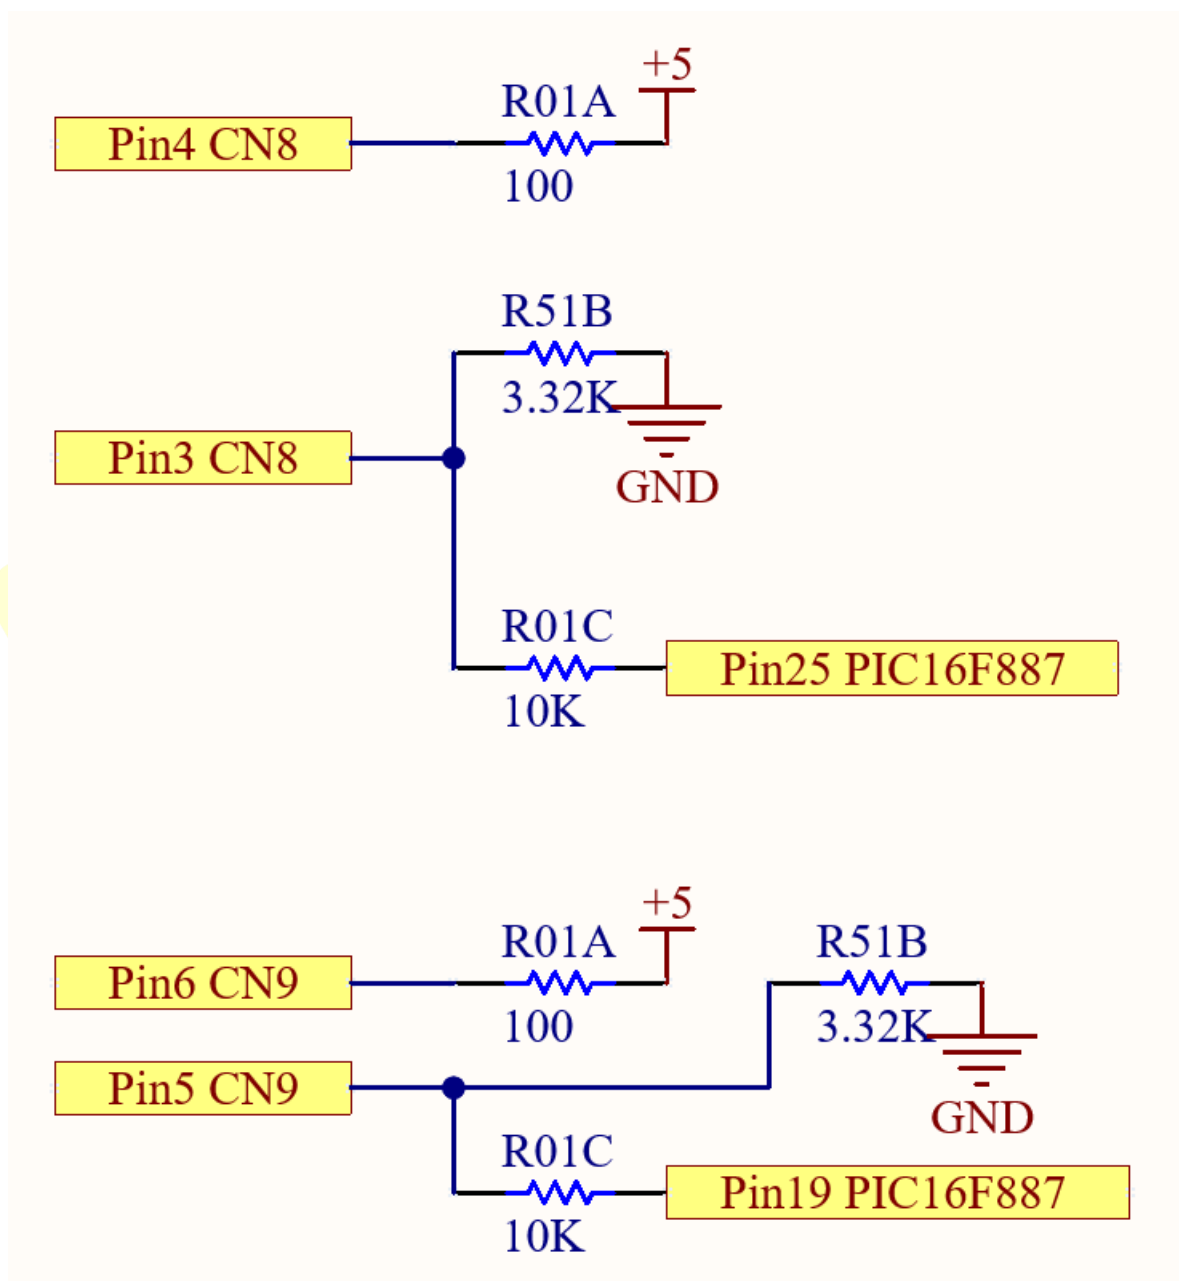 +5
R01A
Pin4 CN8
100
R51B
3.32K
Pin3 CN8
GND
R01C
Pin25 PIC16F887
10K
+5
R01A
R51B
Pin6 CN9
100
3.32K
Pin5 CN9
GND
R01C
Pin19 PIC16F887
10K